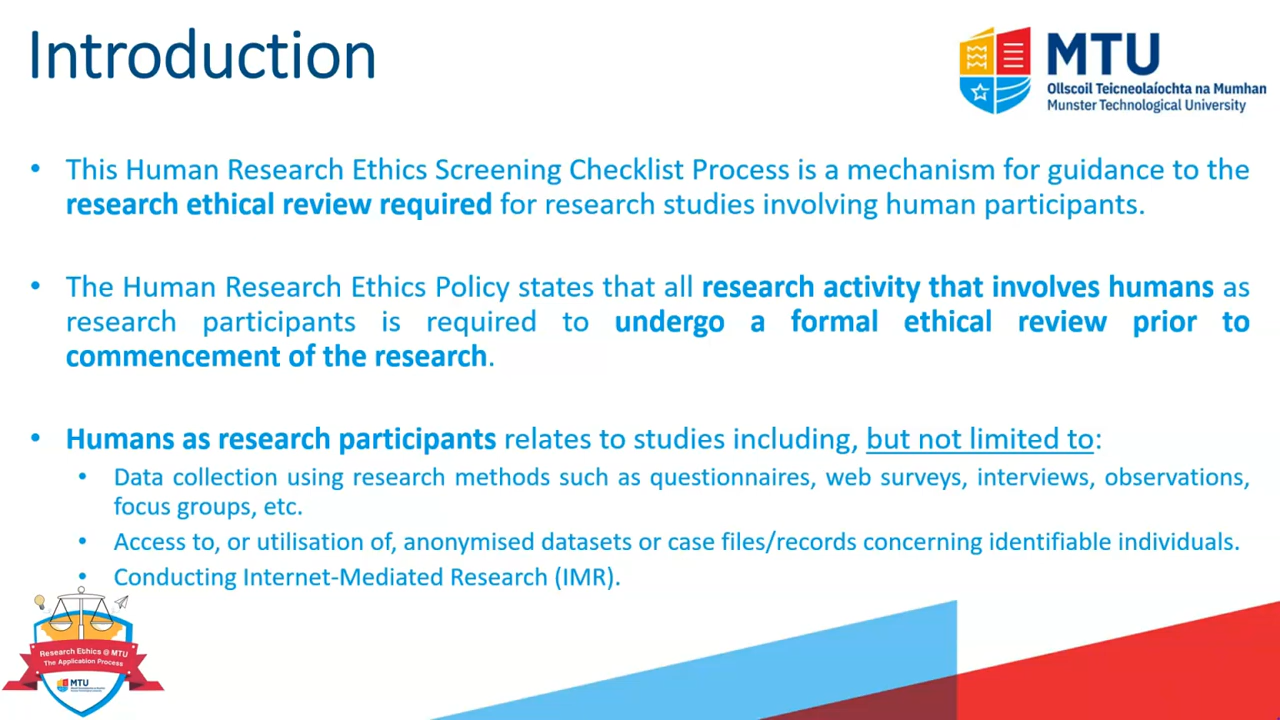 Introduction
MTU
Ollscoil Teicneolaíochta na Mumhan
Munster Technological University
• This Human Research Ethics Screening Checklist Process is a mechanism for guidance to the
research ethical review required for research studies involving human participants.
• The Human Research Ethics Policy states that all research activity that involves humans as
research participants is required to undergo a formal ethical review prior to
commencement of the research.
• Humans as research participants relates to studies including, but not limited to:
• Data collection using research methods such as questionnaires, web surveys, interviews, observations,
focus groups, etc.
• Access to, or utilisation of, anonymised datasets or case files/records concerning identifiable individuals.
• Conducting Internet-Mediated Research (IMR).
Research Ethics @ MTU
The Application Process
MTU